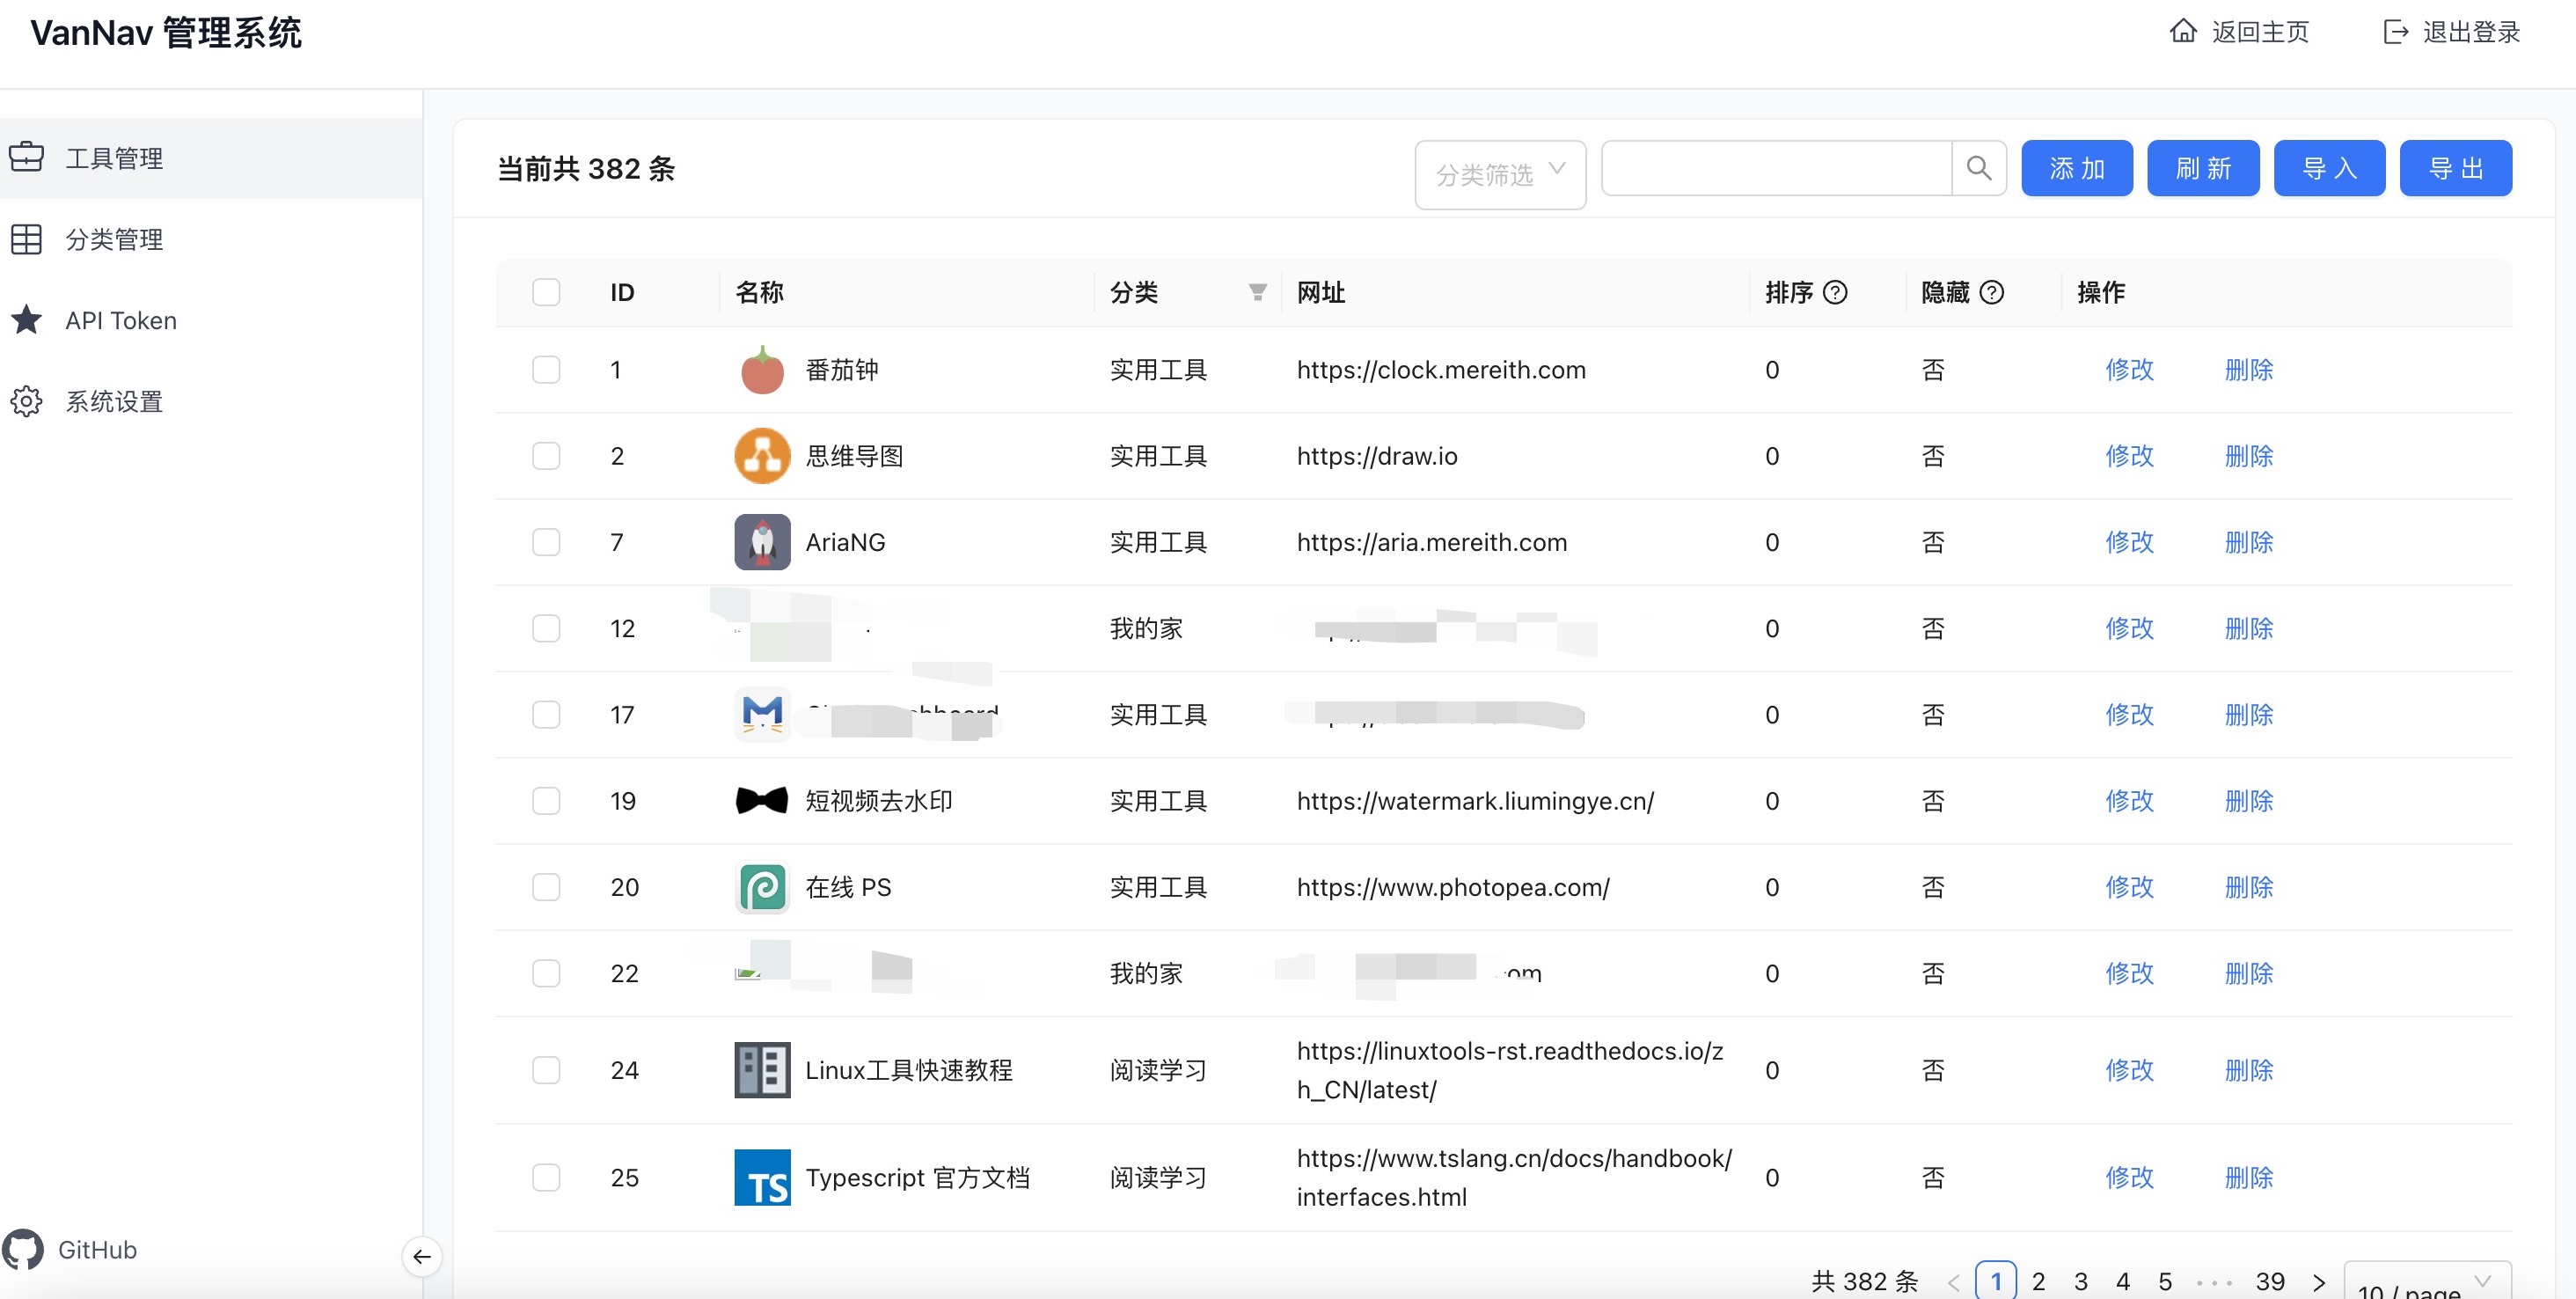 VanNav 管理系统
返回主页
退出登录
工具管理
分类管理
API Token
系统设置
GitHub
当前共 382 条
分类筛选
添 加
刷 新
导 入
导 出
ID 名称 分类 网址 排序 隐藏 操作
1 番茄钟 实用工具 https://clock.mereith.com 0 否 修改 删除
2 思维导图 实用工具 https://draw.io 0 否 修改 删除
7 AriaNG 实用工具 https://aria.mereith.com 0 否 修改 删除
12 我的家 0 否 修改 删除
17 实用工具 0 否 修改 删除
19 短视频去水印 实用工具 https://watermark.liumingye.cn/ 0 否 修改 删除
20 在线 PS 实用工具 https://www.photopea.com/ 0 否 修改 删除
22 我的家 0 否 修改 删除
24 Linux工具快速教程 阅读学习 https://linuxtools-rst.readthedocs.io/z
h_CN/latest/ 0 否 修改 删除
25 TS Typescript 官方文档 阅读学习 https://www.tslang.cn/docs/handbook/
interfaces.html 0 否 修改 删除
共 382 条 < 1 2 3 4 5 ··· 39 > 10 / page